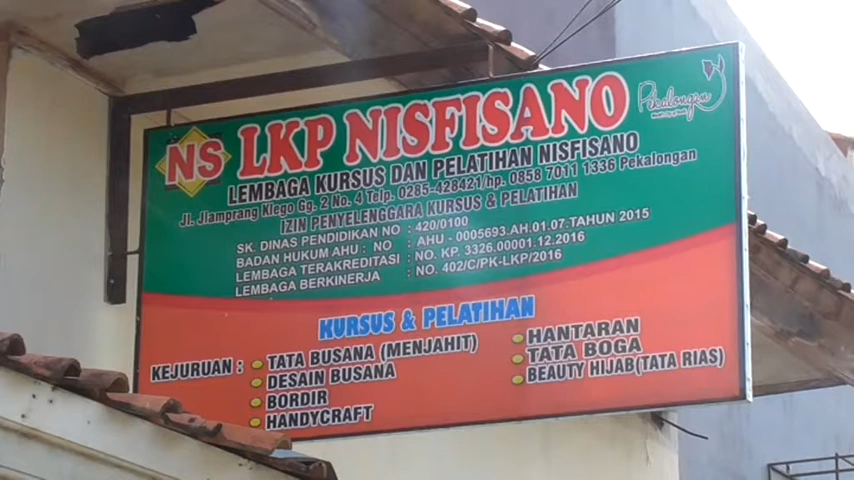 NS LKP NISFISANO
Pekalongan
LEMBAGA KURSUS DAN PELATIHAN NISFISANO
Jl. Jlamprang Klego Gg. 2 No. 4 Telp. 0285-428421/hp. 0858 7011 1336 Pekalongan
IZIN PENYELENGGARA KURSUS & PELATIHAN
SK. DINAS PENDIDIKAN NO : 420/0100
BADAN HUKUM AHU : NO : AHU - 0005693.AH.01.07.TAHUN 2015
LEMBAGA TERAKREDITASI : NO. KP. 3326.00001.12.2016
LEMBAGA BERKINERJA : NO. 402/C/PK-LKP/2016
KURSUS & PELATIHAN
KEJURUAN :
TATA BUSANA (MENJAHIT)
DESAIN BUSANA
BORDIR
HANDYCRAFT
HANTARAN
TATA BOGA
BEAUTY HIJAB (TATA RIAS)